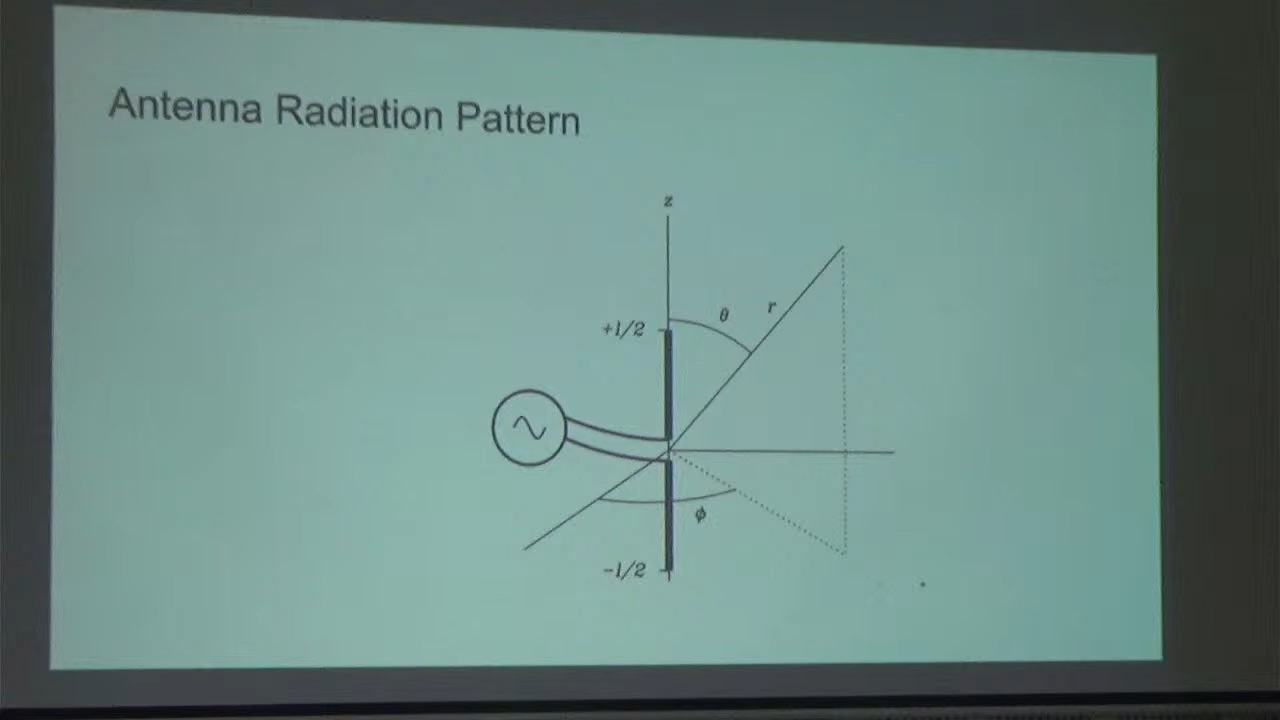 Antenna Radiation Pattern
z
θ
r
+l/2
ϕ
-l/2